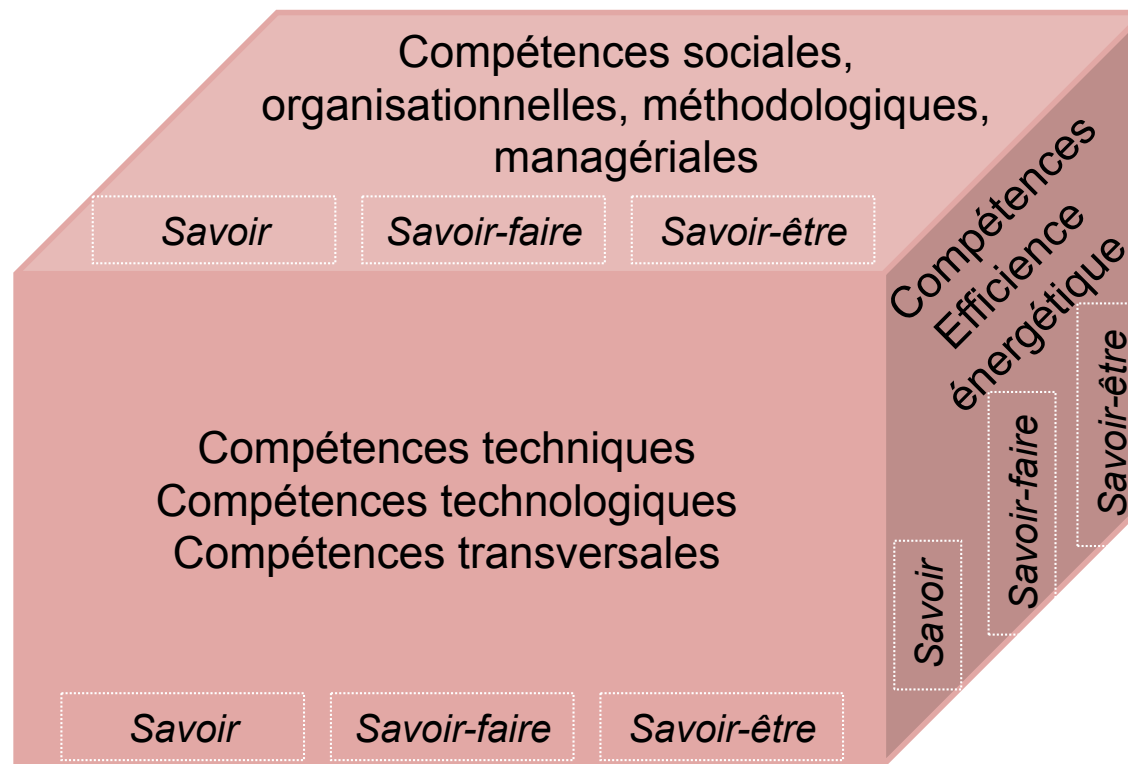 Compétences sociales,
organisationnelles, méthodologiques,
managériales
Savoir
Savoir-faire
Savoir-être
Compétences
Efficience
énergétique
Savoir
Savoir-faire
Savoir-être
Compétences techniques
Compétences technologiques
Compétences transversales
Savoir
Savoir-faire
Savoir-être